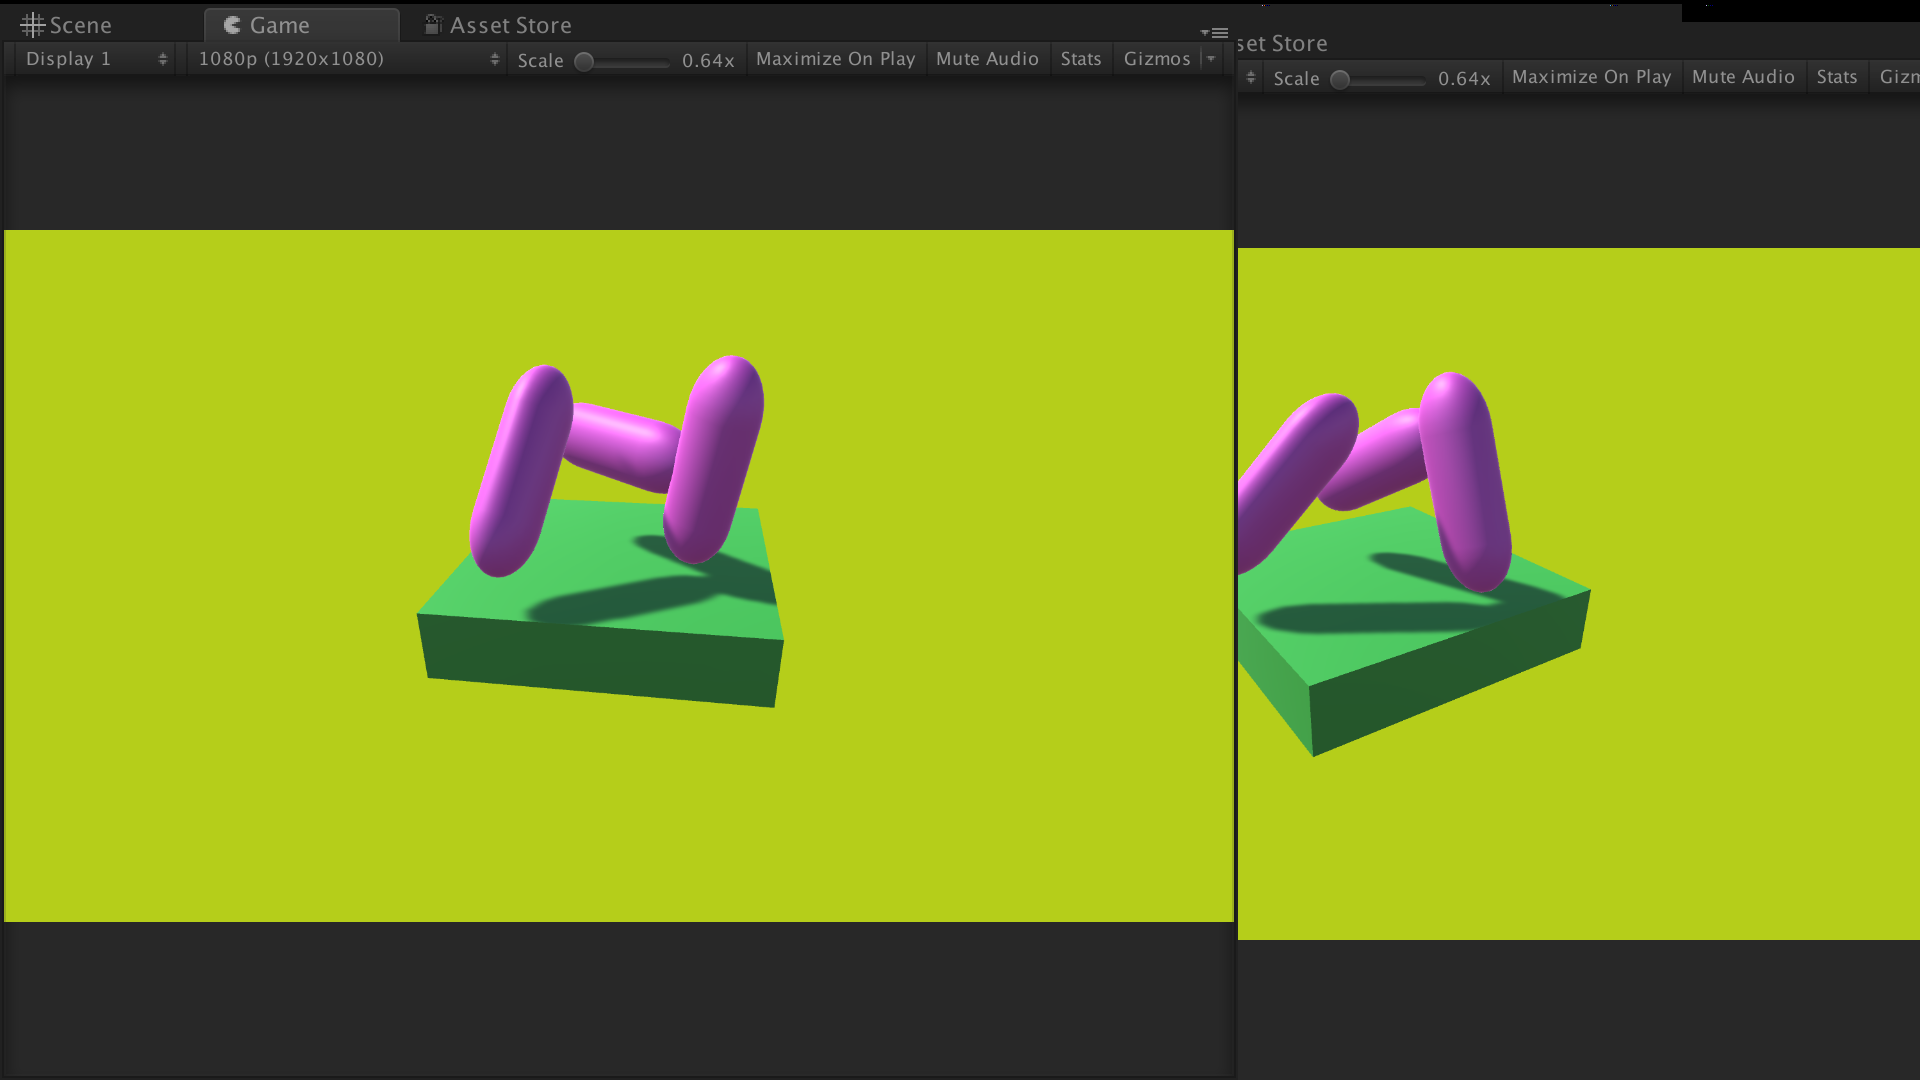 Scene Game Asset Store
Display 1 1080p (1920x1080) Scale 0.64x Maximize On Play Mute Audio Stats Gizmos
set Store
Scale 0.64x Maximize On Play Mute Audio Stats Gizm